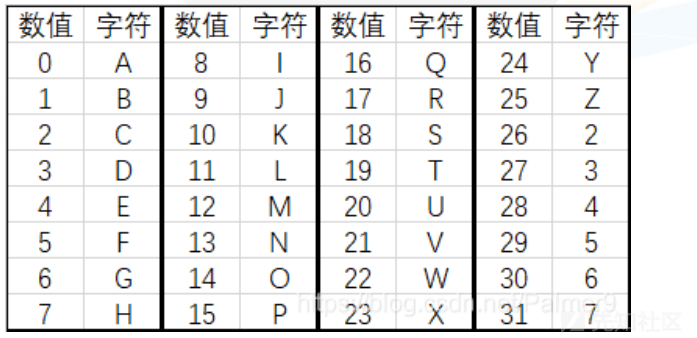 数值 字符 数值 字符 数值 字符 数值 字符
0 A 8 I 16 Q 24 Y
1 B 9 J 17 R 25 Z
2 C 10 K 18 S 26 2
3 D 11 L 19 T 27 3
4 E 12 M 20 U 28 4
5 F 13 N 21 V 29 5
6 G 14 O 22 W 30 6
7 H 15 P 23 X 31 7
https://blog.csdn.net/Palmer9
先知社区